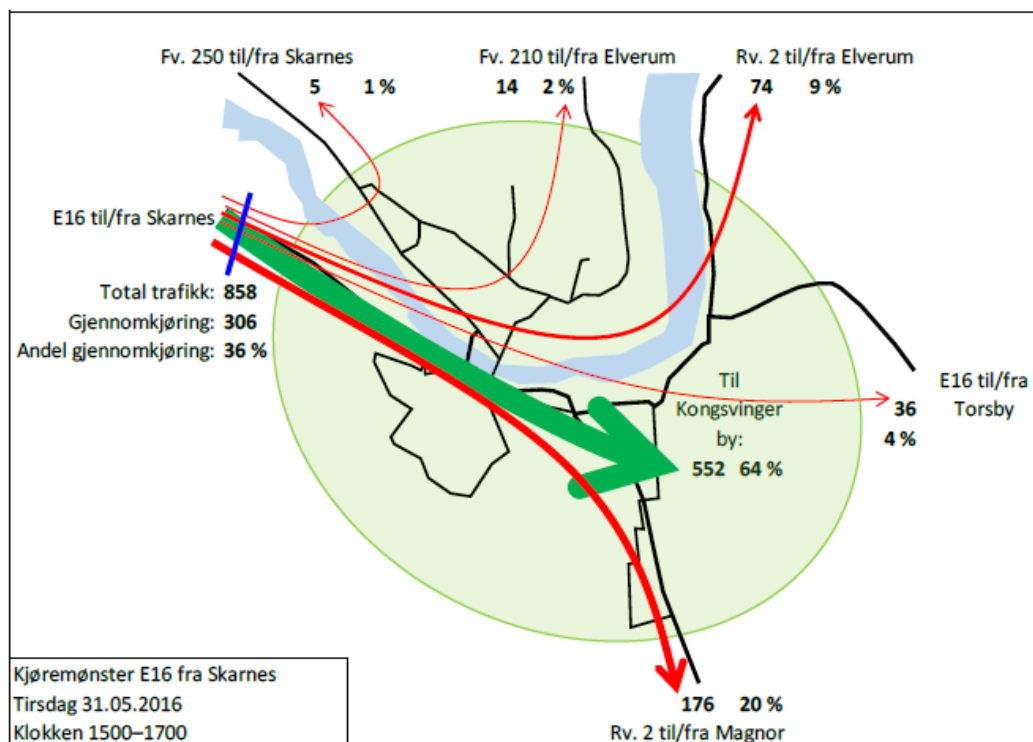 Fv. 250 til/fra Skarnes
5 1 %
Fv. 210 til/fra Elverum
14 2 %
Rv. 2 til/fra Elverum
74 9 %
E16 til/fra Skarnes
Total trafikk: 858
Gjennomkjøring: 306
Andel gjennomkjøring: 36 %
Til
Kongsvinger
by:
552 64 %
E16 til/fra
Torsby
36
4 %
176 20 %
Rv. 2 til/fra Magnor
Kjøremønster E16 fra Skarnes
Tirsdag 31.05.2016
Klokken 1500–1700